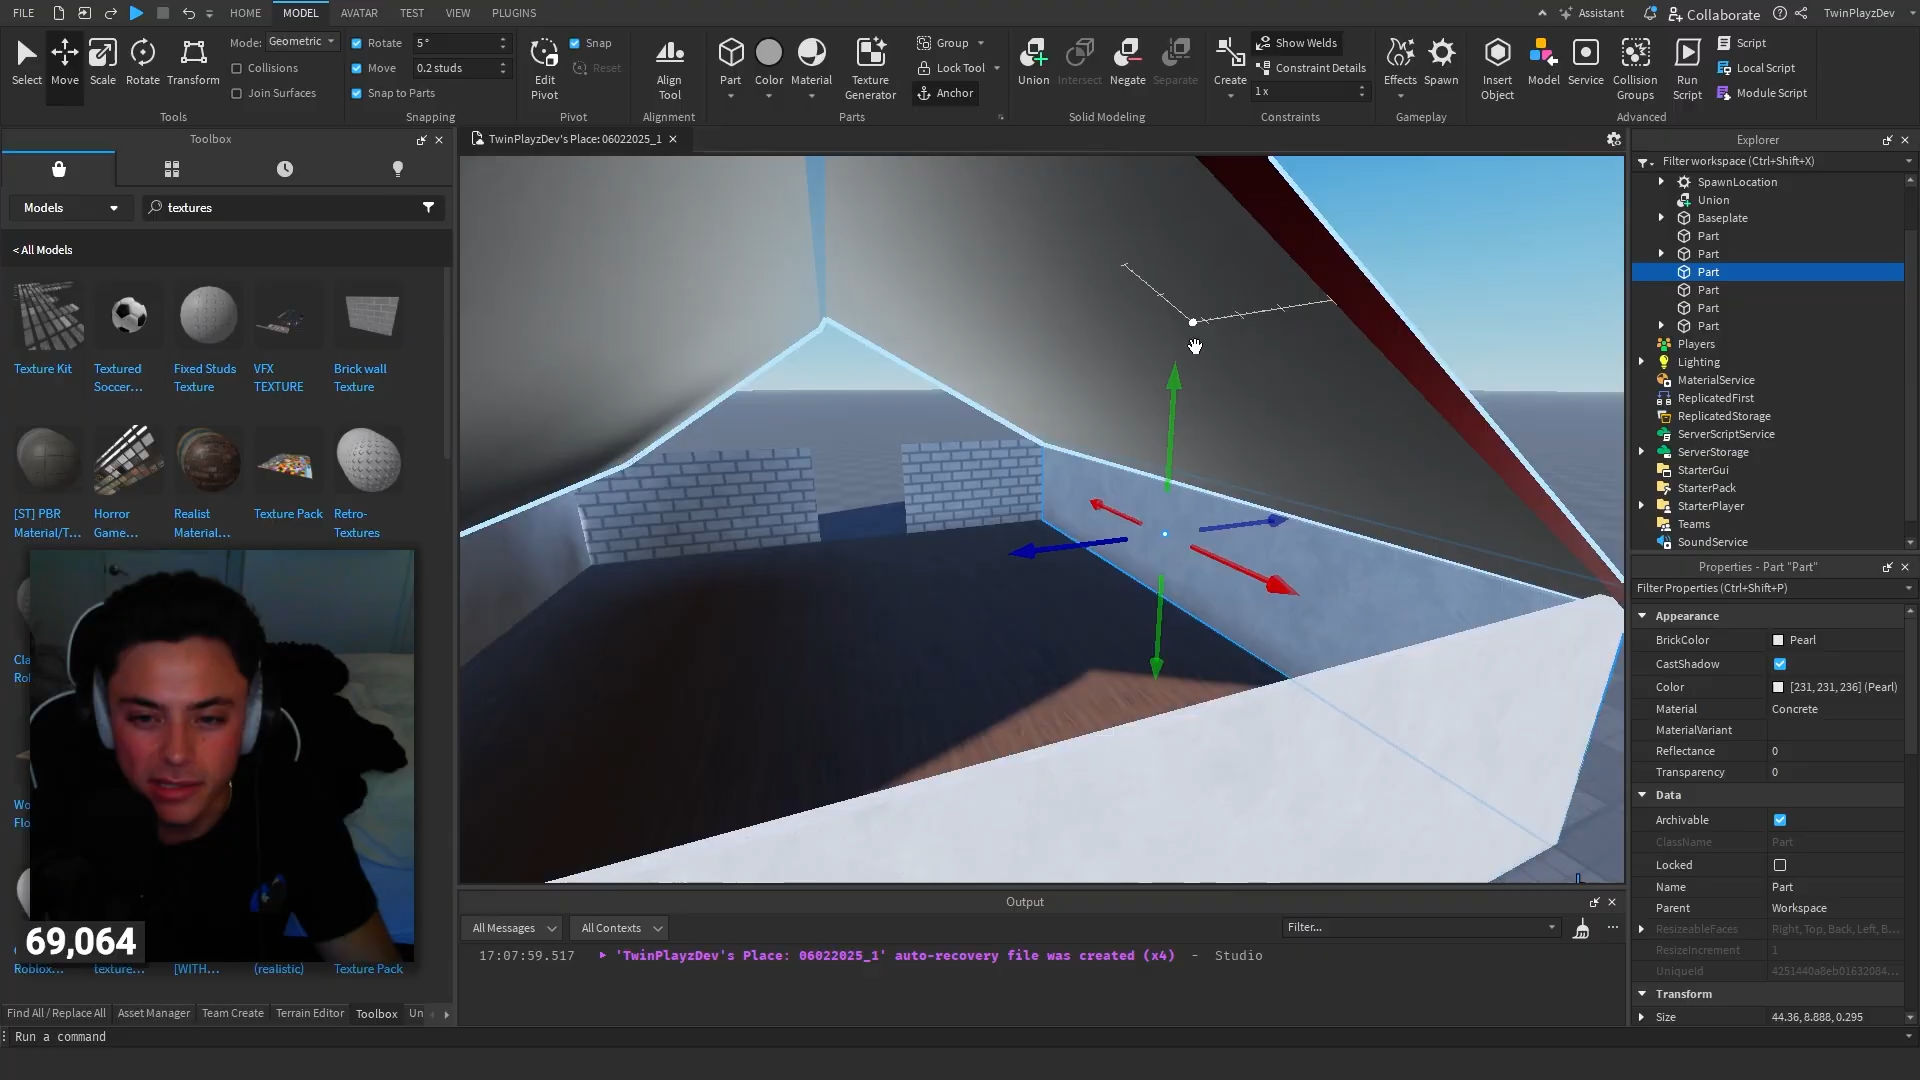 FILE
HOME
MODEL
AVATAR
TEST
VIEW
PLUGINS
Assistant
Collaborate
TwinPlayzDev
Select
Move
Scale
Rotate
Transform
Mode: Geometric
Collisions
Join Surfaces
Tools
Rotate 5°
Move 0.2 studs
Snap to Parts
Snapping
Edit
Pivot
Snap
Reset
Pivot
Align
Tool
Alignment
Part
Color
Material
Texture
Generator
Group
Lock Tool
Anchor
Parts
Union
Intersect
Negate
Separate
Solid Modeling
Create
Show Welds
Constraint Details
1 x
Constraints
Effects
Spawn
Gameplay
Insert
Object
Model
Service
Collision
Groups
Run
Script
Script
Local Script
Module Script
Advanced
Toolbox
Models
textures
< All Models
Texture Kit
Textured
Soccer...
Fixed Studs
Texture
VFX
TEXTURE
Brick wall
Texture
[ST] PBR
Material/T...
Horror
Game...
Realist
Material...
Texture Pack
Retro-
Textures
Cla
Ro
Wo
Flo
69,064
Roblox...
texture...
[WITH...
(realistic)
Texture Pack
Find All / Replace All
Asset Manager
Team Create
Terrain Editor
Toolbox
Un
Run a command
TwinPlayzDev's Place: 06022025_1
Output
All Messages
All Contexts
Filter...
17:07:59.517 'TwinPlayzDev's Place: 06022025_1' auto-recovery file was created (x4) - Studio
Explorer
Filter workspace (Ctrl+Shift+X)
SpawnLocation
Union
Baseplate
Part
Part
Part
Part
Part
Part
Players
Lighting
MaterialService
ReplicatedFirst
ReplicatedStorage
ServerScriptService
ServerStorage
StarterGui
StarterPack
StarterPlayer
Teams
SoundService
Properties - Part "Part"
Filter Properties (Ctrl+Shift+P)
Appearance
BrickColor Pearl
CastShadow
Color [231, 231, 236] (Pearl)
Material Concrete
MaterialVariant
Reflectance 0
Transparency 0
Data
Archivable
ClassName Part
Locked
Name Part
Parent Workspace
ResizeableFaces Right, Top, Back, Left, B...
ResizeIncrement 1
UniqueId 4251440a8eb01632084...
Transform
Size 44.36, 8.888, 0.295